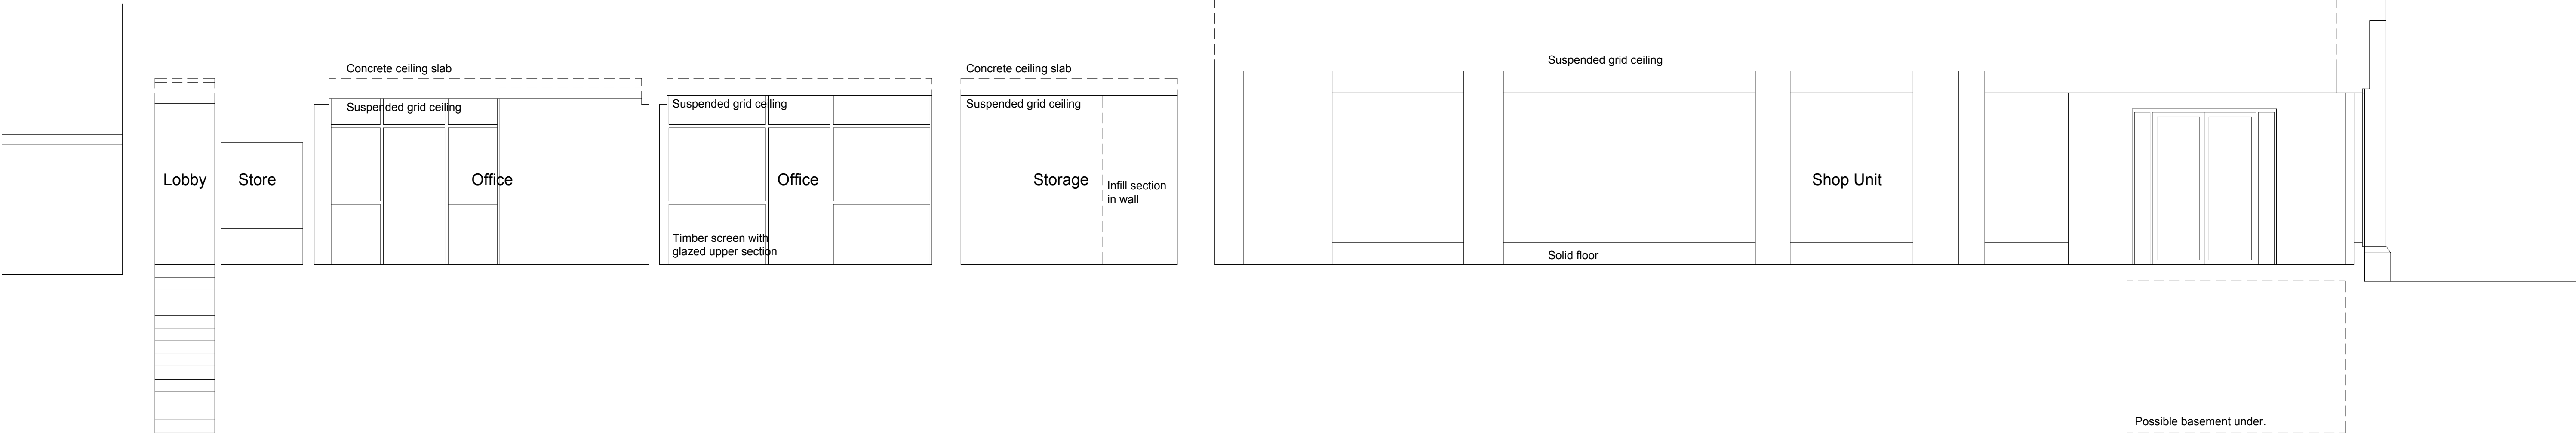 Concrete ceiling slab
Suspended grid ceiling
Suspended grid ceiling
Concrete ceiling slab
Suspended grid ceiling
Suspended grid ceiling
Lobby
Store
Office
Office
Storage
Infill section
in wall
Shop Unit
Timber screen with
glazed upper section
Solid floor
Possible basement under.